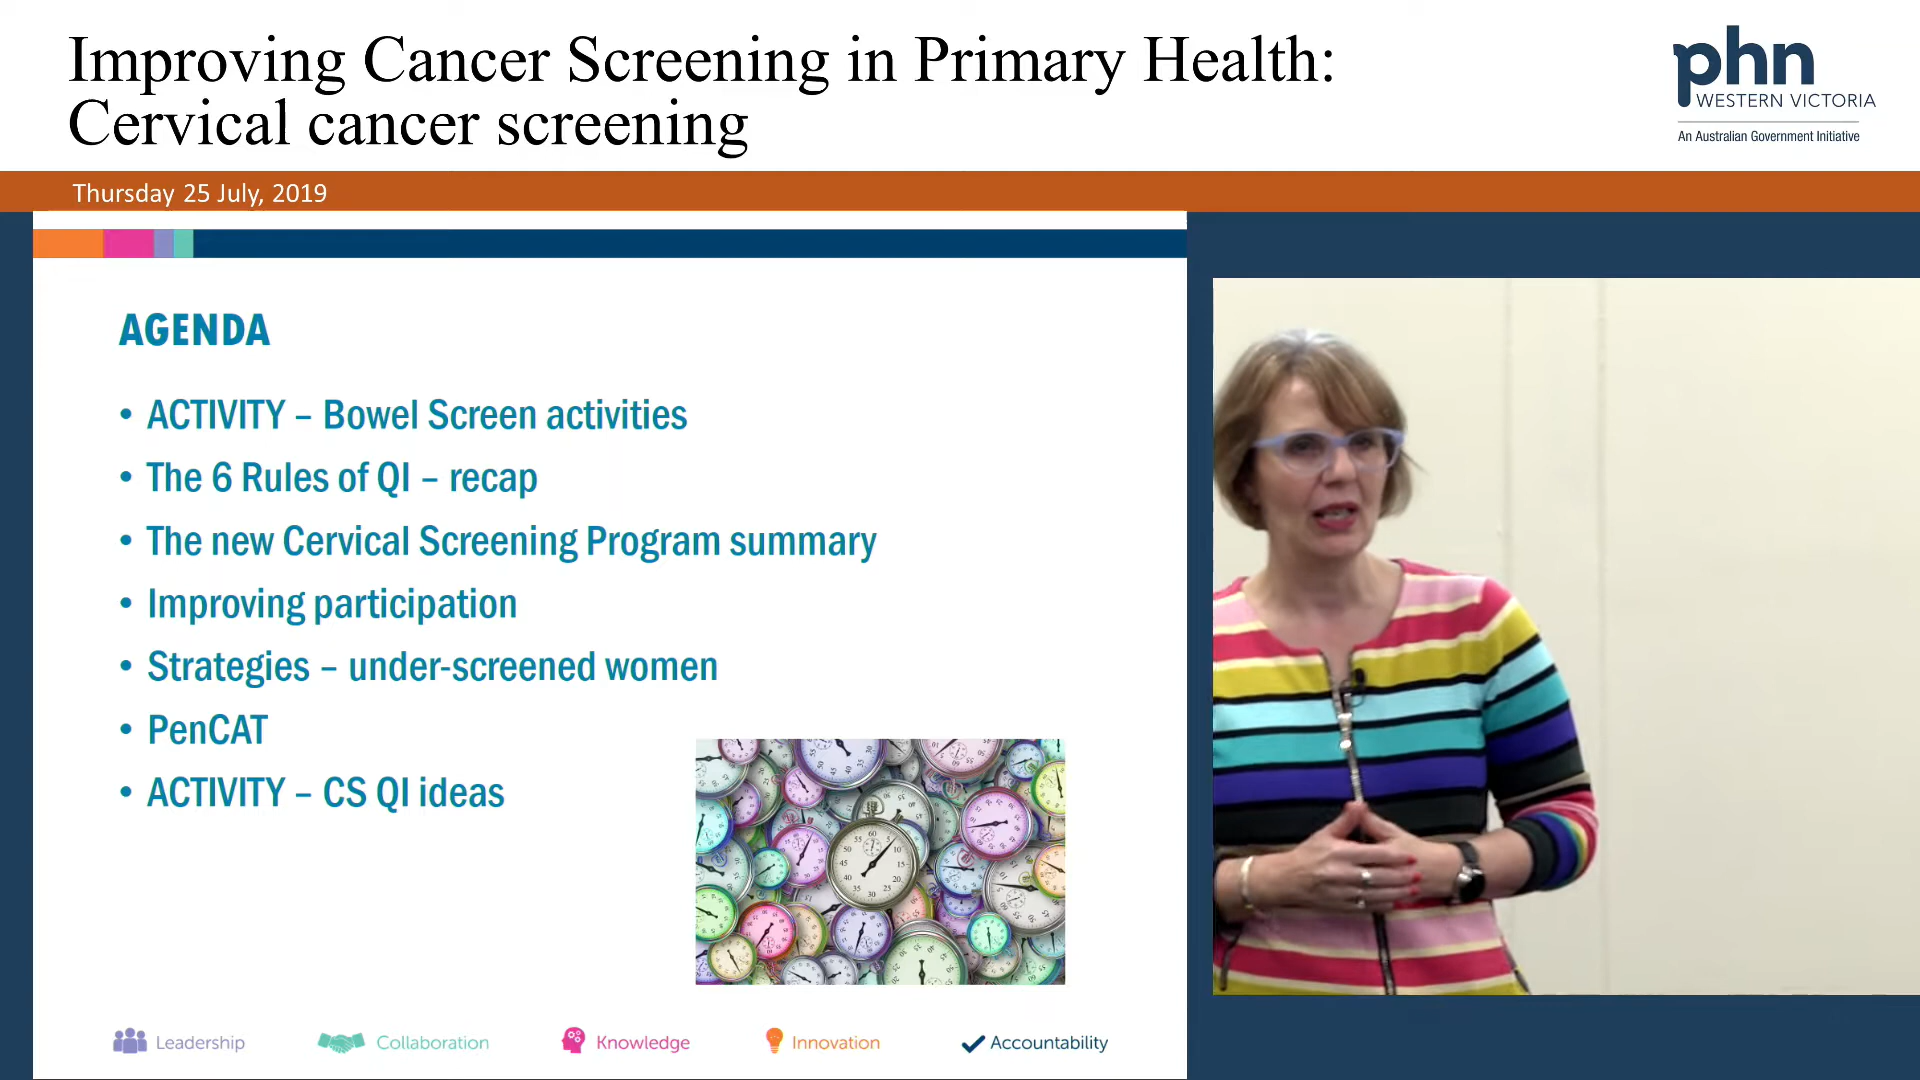 Improving Cancer Screening in Primary Health:
Cervical cancer screening
phn
WESTERN VICTORIA
An Australian Government Initiative
Thursday 25 July, 2019
AGENDA
• ACTIVITY – Bowel Screen activities
• The 6 Rules of QI – recap
• The new Cervical Screening Program summary
• Improving participation
• Strategies – under-screened women
• PenCAT
• ACTIVITY – CS QI ideas
Leadership
Collaboration
Knowledge
Innovation
Accountability